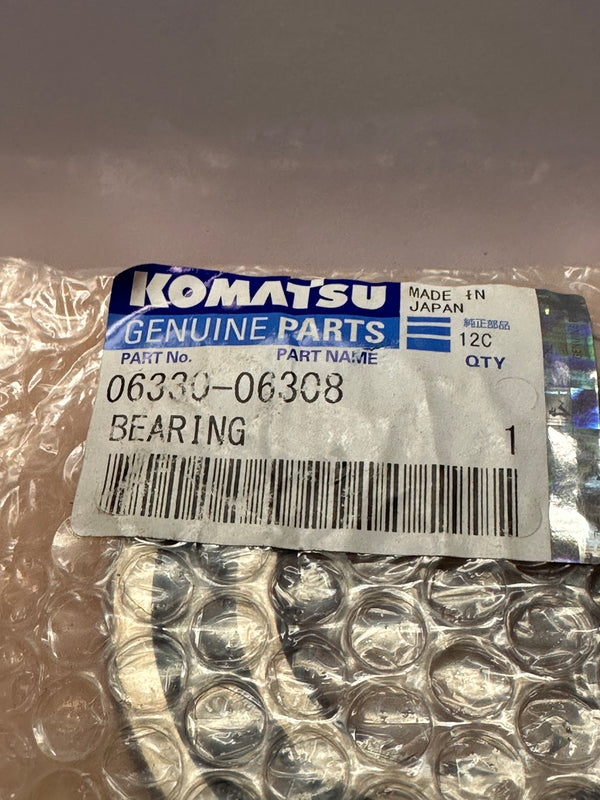 KOMATSU
MADE IN
JAPAN
GENUINE PARTS
純正部品
12C
PART No.
PART NAME
QTY
06330-06308
BEARING
1